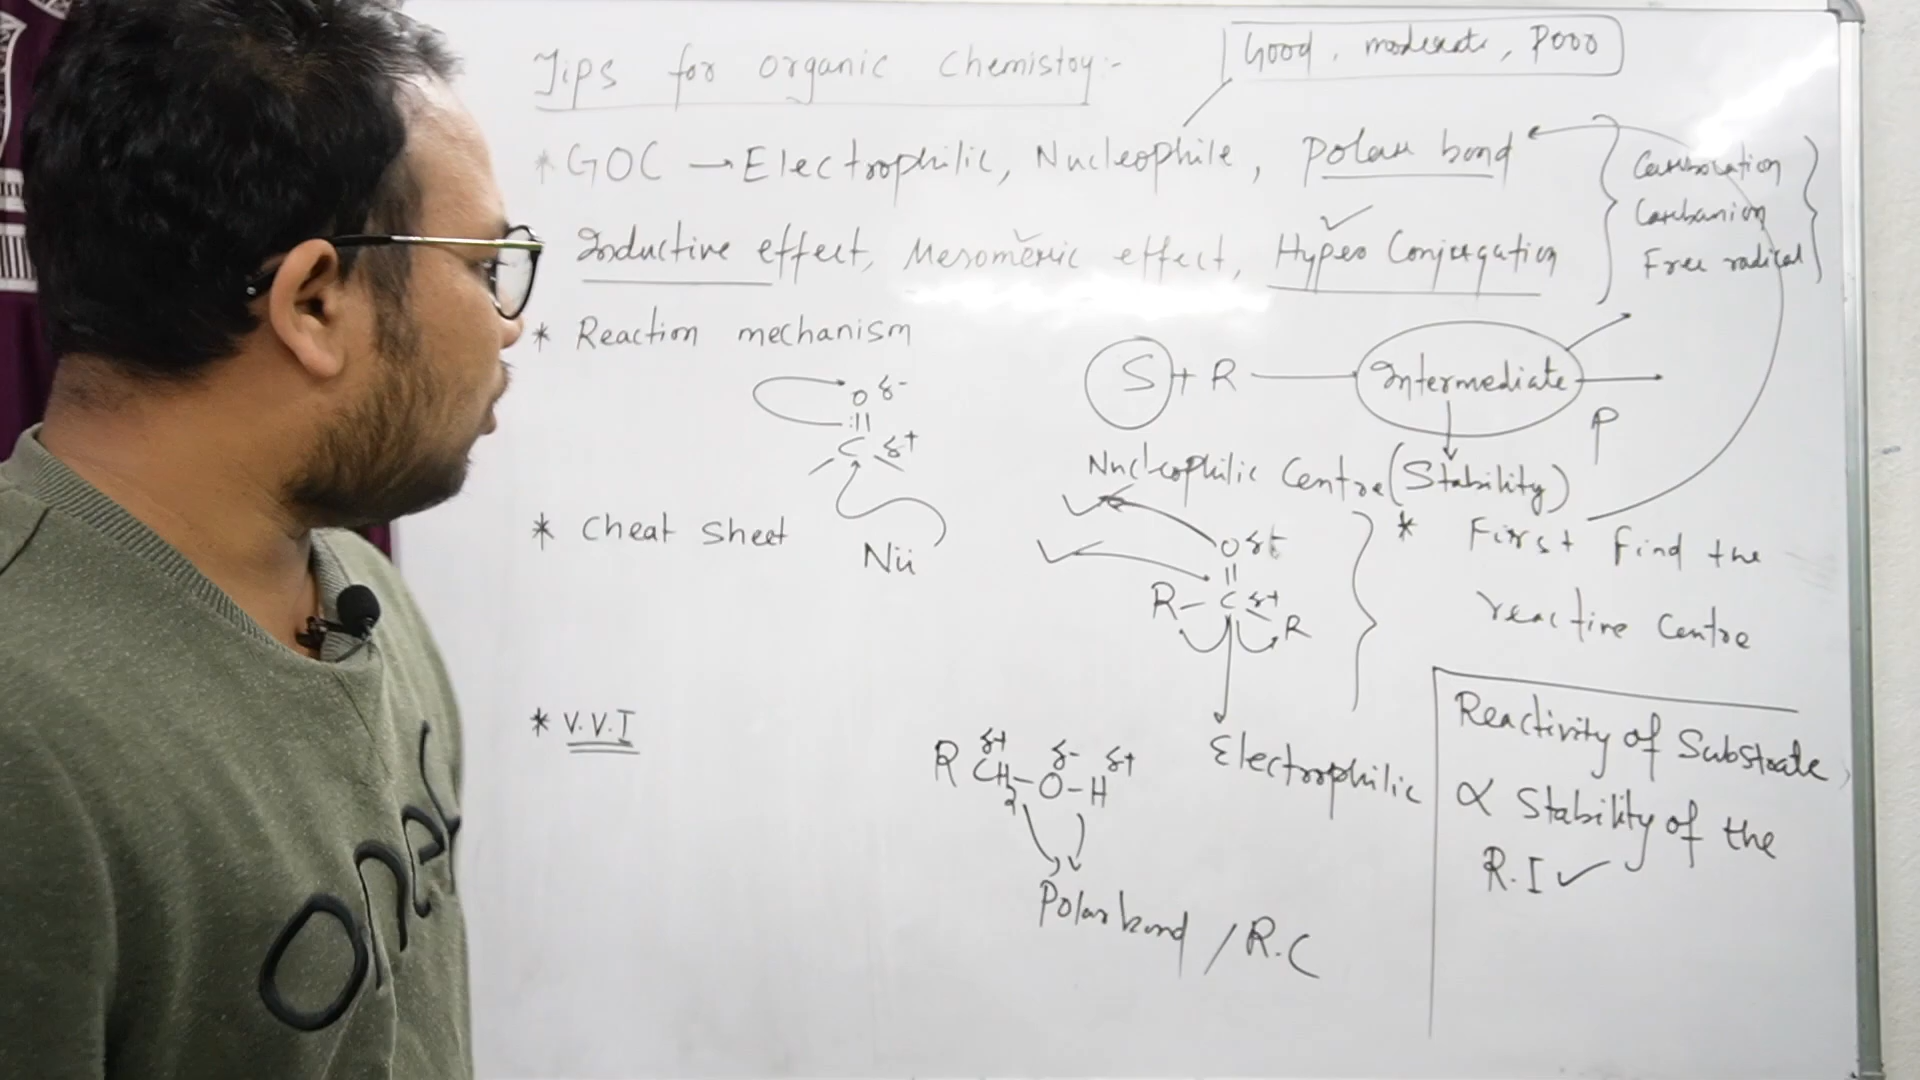 Tips for organic chemistry:-
Good, moderate, Poor
* GOC → Electrophilic, Nucleophile, Polar bond
Inductive effect, Mesomeric effect, Hyper Conjugation
Carbocation
Carbanion
Free radical
* Reaction mechanism
O δ-
C δ+
Nu
S + R → Intermediate →
P
Nucleophilic Centre (Stability)
* Cheat Sheet
O δ-
R - C δ+
R
Electrophilic
* First find the
reactive Centre
* V.V.I
δ+ δ- δ+
R CH2 - O - H
Polar bond / R.C
Reactivity of Substrate
∝ Stability of the
R.I ✓
one